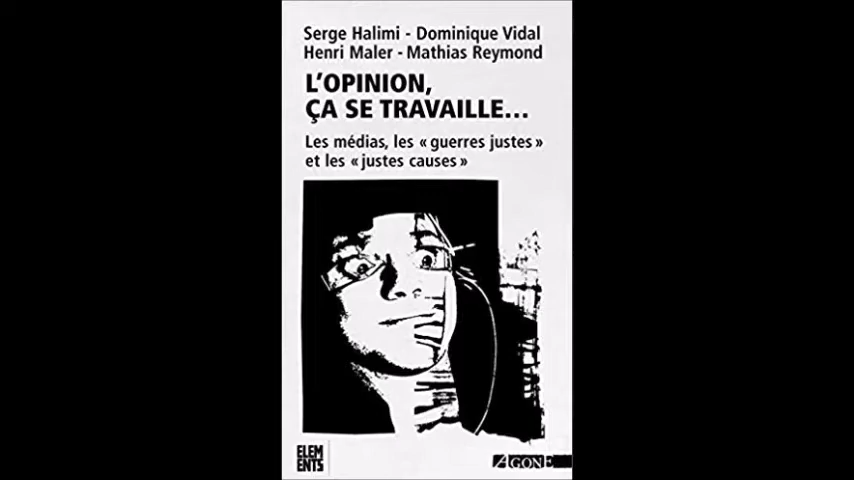 Serge Halimi - Dominique Vidal
Henri Maler - Mathias Reymond
L'OPINION,
ÇA SE TRAVAILLE...
Les médias, les « guerres justes »
et les « justes causes »
ELEM
ENTS
AGONE